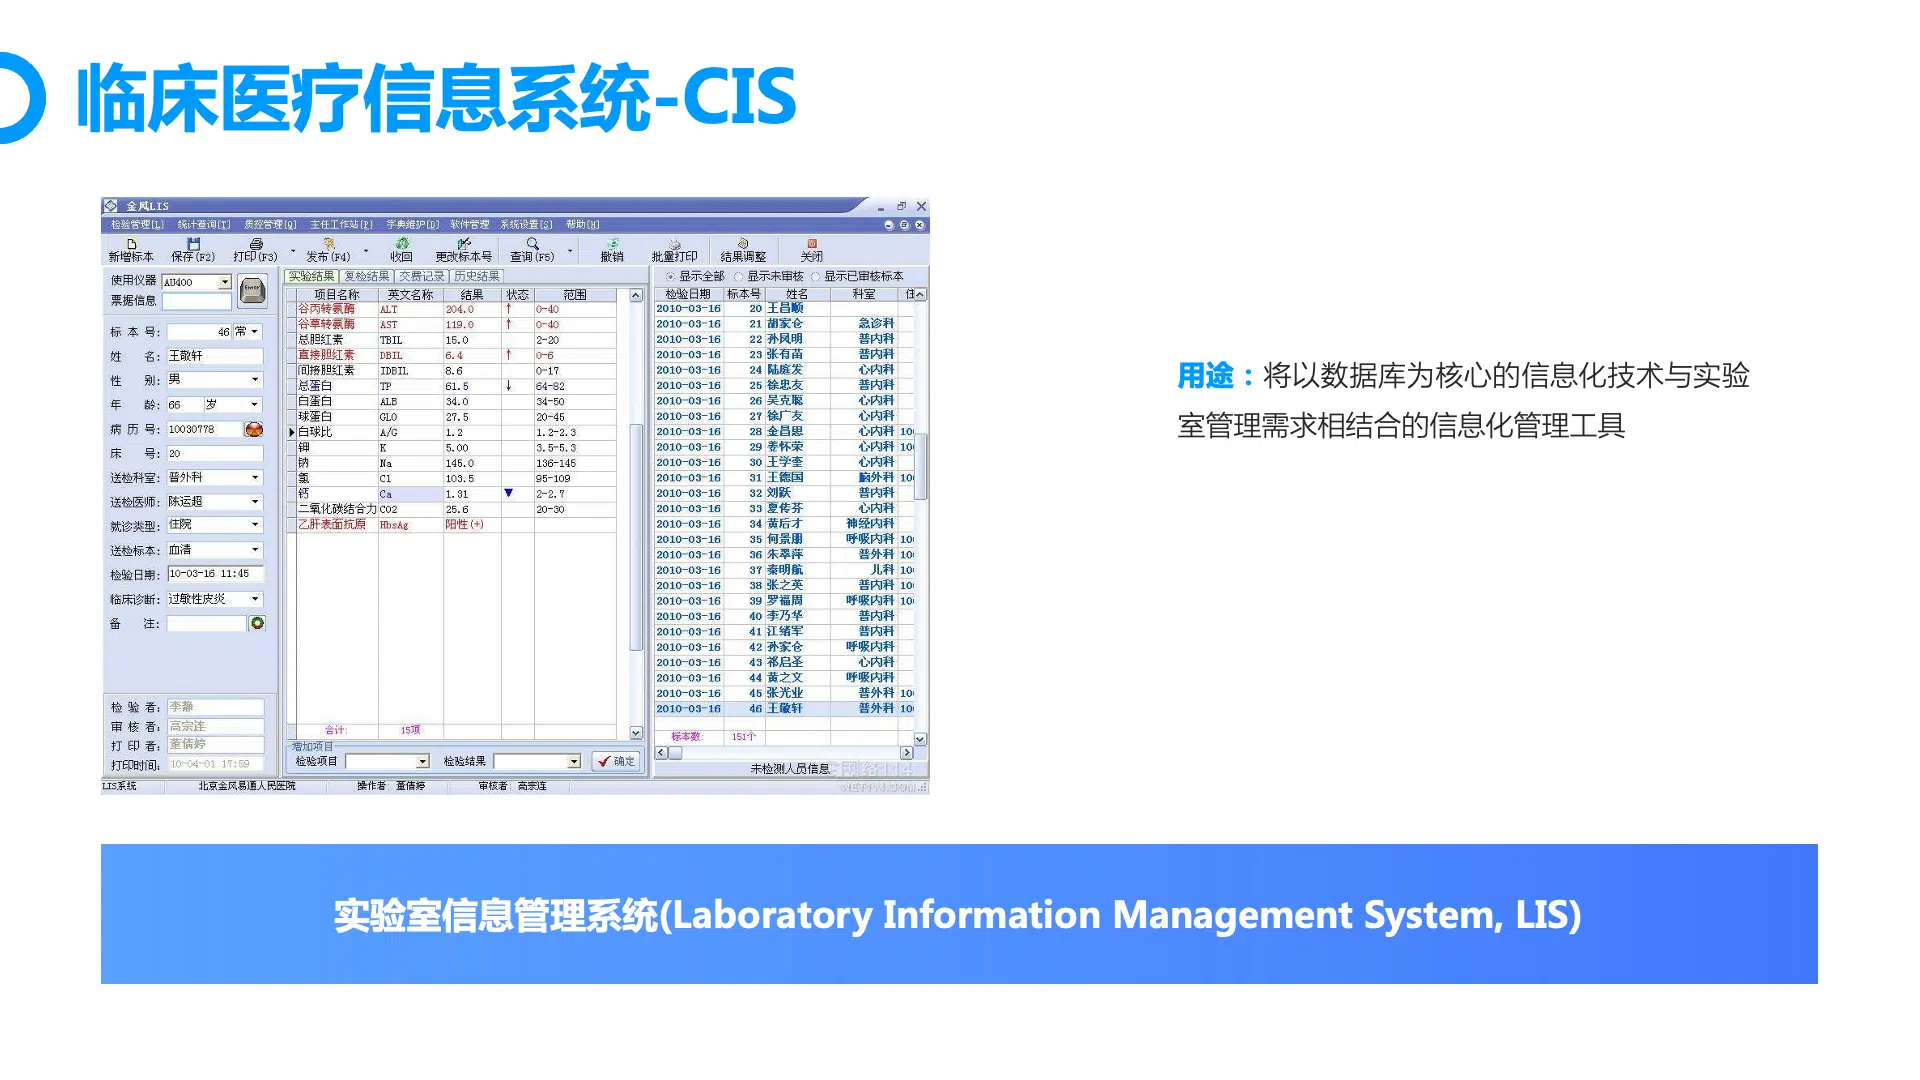 临床医疗信息系统-CIS
金风LIS
检验管理[L] 统计查询[T] 质控管理[Q] 主任工作站[Z] 字典维护[D] 软件管理 系统设置[S] 帮助[H]
新增标本 保存(F2) 打印(F3) 发布(F4) 收回 更改标本号 查询(F5) 撤销 批量打印 结果调整 关闭
使用仪器 AU400
票据信息
标本号: 46 常
姓名: 王敬轩
性别: 男
年龄: 66 岁
病历号: 10030778
床号: 20
送检科室: 普外科
送检医师: 陈运超
就诊类型: 住院
送检标本: 血清
检验日期: 10-03-16 11:45
临床诊断: 过敏性皮炎
备注:
检验者: 李静
审核者: 高宗连
打印者: 董倩婷
打印时间: 10-04-01 17:59
实验结果 复检结果 交费记录 历史结果
项目名称 英文名称 结果 状态 范围
谷丙转氨酶 ALT 204.0 ↑ 0-40
谷草转氨酶 AST 119.0 ↑ 0-40
总胆红素 TBIL 15.0 2-20
直接胆红素 DBIL 6.4 ↑ 0-6
间接胆红素 IDBIL 8.6 0-17
总蛋白 TP 61.5 ↓ 64-82
白蛋白 ALB 34.0 34-50
球蛋白 GLO 27.5 20-45
白球比 A/G 1.2 1.2-2.3
钾 K 5.00 3.5-5.3
钠 Na 145.0 136-145
氯 Cl 103.5 95-109
钙 Ca 1.31 ▼ 2-2.7
二氧化碳结合力 CO2 25.6 20-30
乙肝表面抗原 HbsAg 阳性(+)
合计: 15项
增加项目
检验项目 检验结果 确定
显示全部 显示未审核 显示已审核标本
检验日期 标本号 姓名 科室 住
2010-03-16 20 王昌顺
2010-03-16 21 胡家仓 急诊科
2010-03-16 22 孙凤明 普内科
2010-03-16 23 张有苗 普内科
2010-03-16 24 陆庭发 心内科
2010-03-16 25 徐忠友 普内科
2010-03-16 26 吴克聪 心内科
2010-03-16 27 徐广友 心内科
2010-03-16 28 金昌思 心内科 10
2010-03-16 29 姜怀荣 心内科 10
2010-03-16 30 王学奎 心内科
2010-03-16 31 王德国 脑外科 10
2010-03-16 32 刘跃 普内科
2010-03-16 33 夏传芬 心内科
2010-03-16 34 黄后才 神经内科
2010-03-16 35 何景朋 呼吸内科 10
2010-03-16 36 朱翠萍 普外科 10
2010-03-16 37 秦明航 儿科 10
2010-03-16 38 张之英 普内科 10
2010-03-16 39 罗福周 呼吸内科 10
2010-03-16 40 李乃华 普内科
2010-03-16 41 江绪军 普内科
2010-03-16 42 孙家仓 呼吸内科
2010-03-16 43 祁启圣 心内科
2010-03-16 44 黄之文 呼吸内科
2010-03-16 45 张光业 普外科 10
2010-03-16 46 王敬轩 普外科 10
标本数: 151个
未检测人员信息
LIS系统 北京金风易通人民医院 操作者: 董倩婷 审核者: 高宗连
用途：将以数据库为核心的信息化技术与实验
室管理需求相结合的信息化管理工具
实验室信息管理系统(Laboratory Information Management System, LIS)